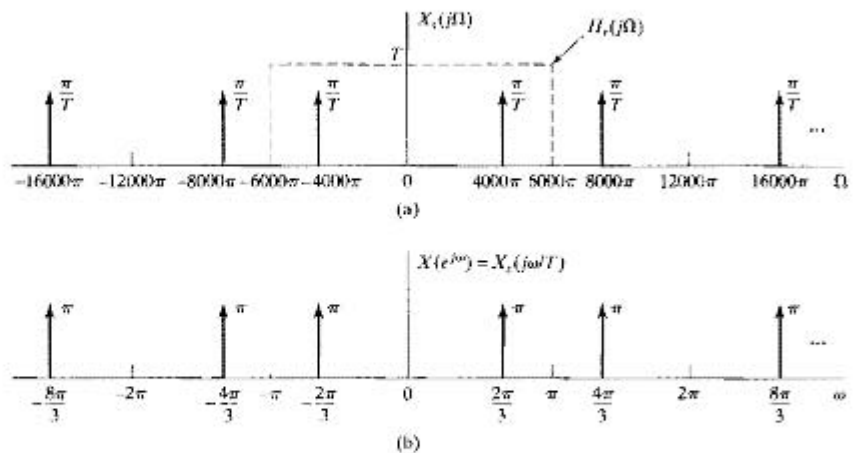 X_s(jΩ)
H_r(jΩ)
T
π/T π/T π/T π/T π/T π/T
...
−16000π −12000π −8000π −6000π −4000π 0 4000π 6000π 8000π 12000π 16000π Ω
(a)
X(e^{jω}) = X_s(jω/T)
π π π π π π
...
−8π/3 −2π −4π/3 −π −2π/3 0 2π/3 π 4π/3 2π 8π/3 ω
(b)